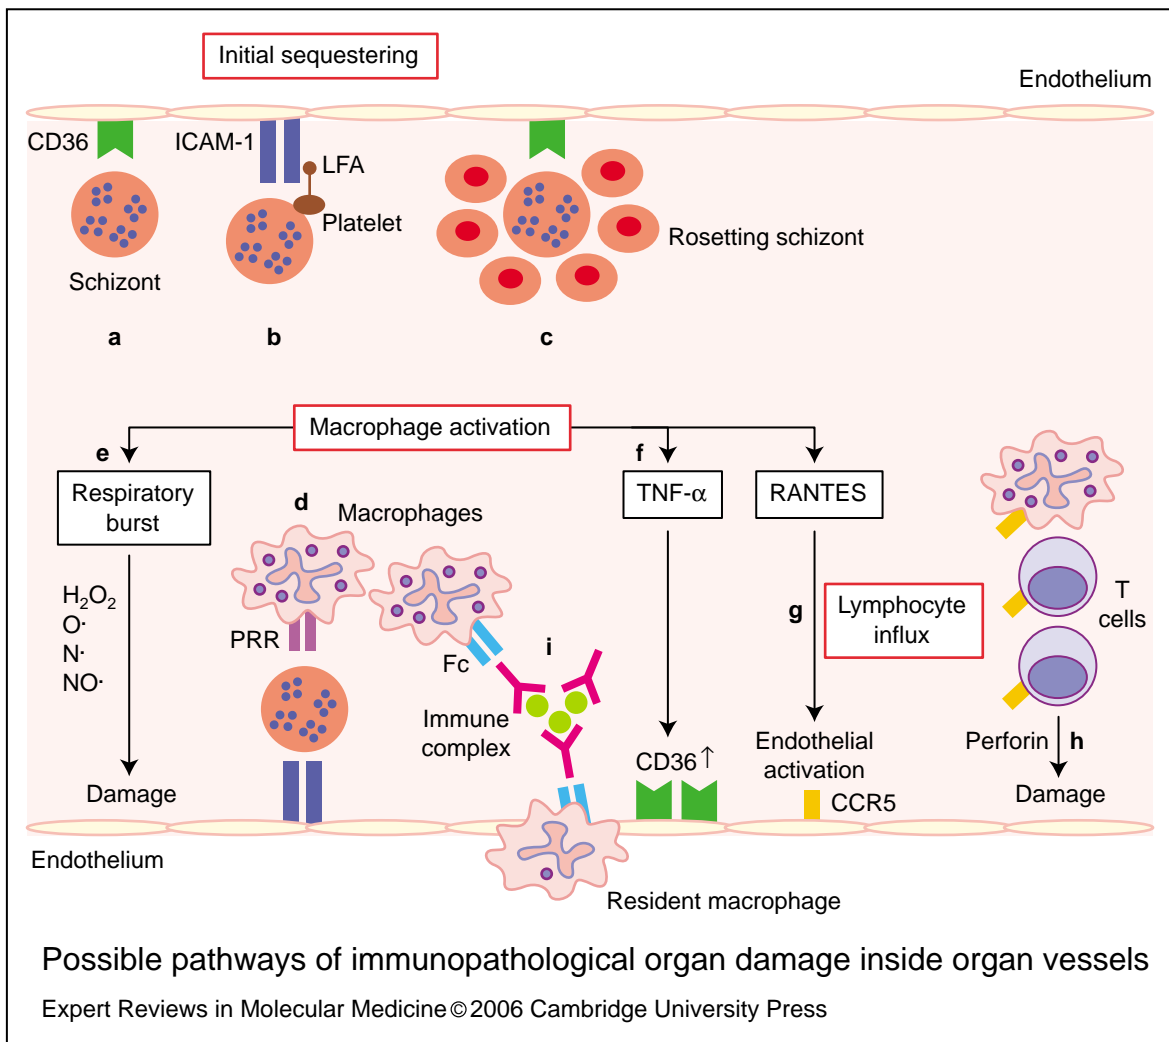 Initial sequestering
Endothelium
CD36
ICAM-1
LFA
Platelet
Schizont
Rosetting schizont
a
b
c
Macrophage activation
e
f
Respiratory
burst
d
Macrophages
TNF-α
RANTES
H₂O₂
O·
N·
NO·
PRR
Fc
i
g
Lymphocyte
influx
T
cells
Immune
complex
CD36↑
Endothelial
activation
Perforin
h
Damage
CCR5
Damage
Endothelium
Resident macrophage
Possible pathways of immunopathological organ damage inside organ vessels
Expert Reviews in Molecular Medicine © 2006 Cambridge University Press